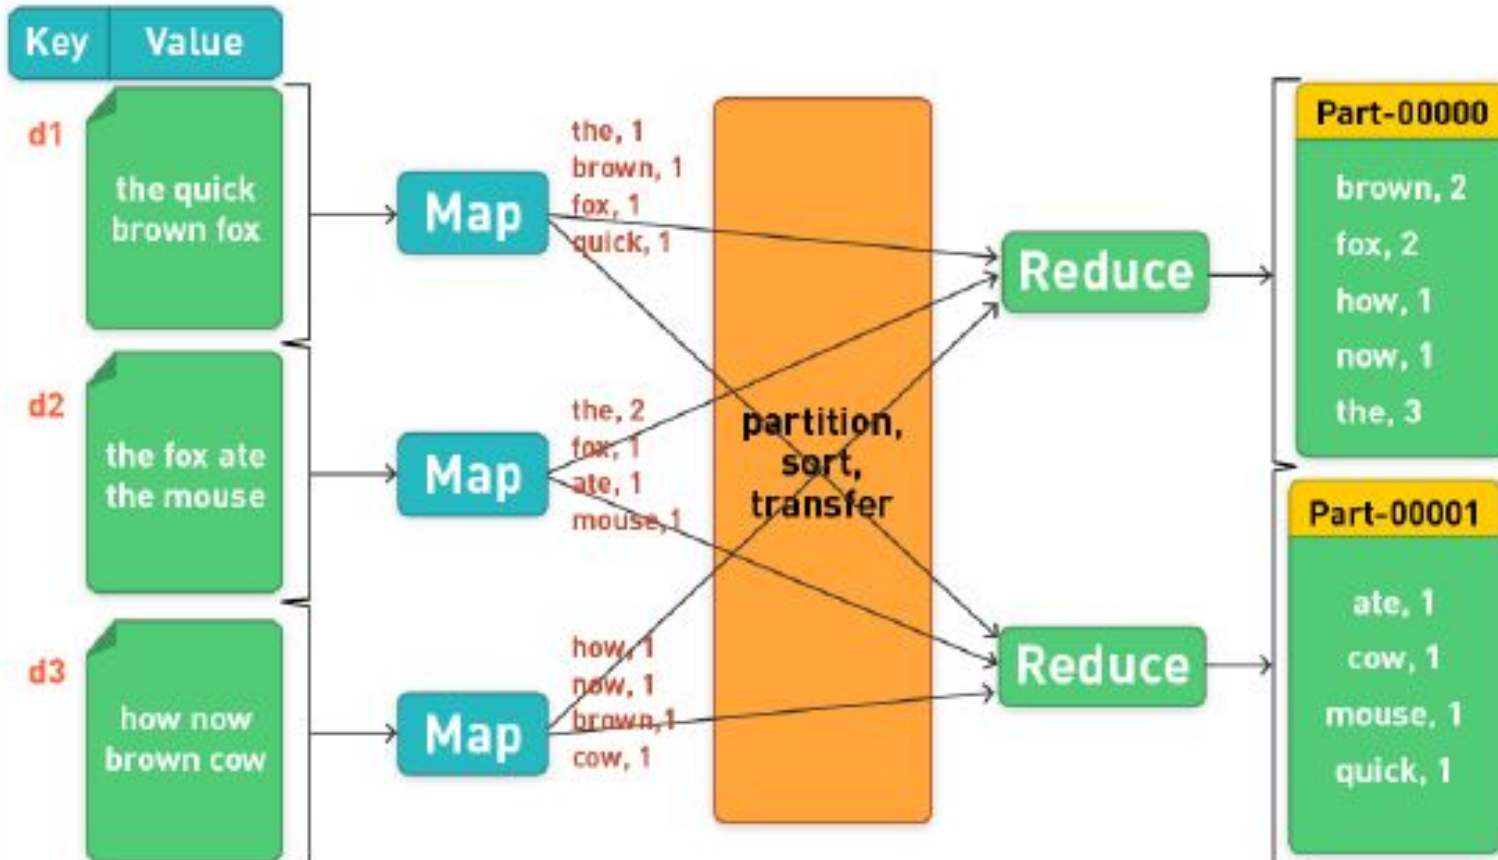 Key Value
d1
the quick
brown fox
Map
the, 1
brown, 1
fox, 1
quick, 1
d2
the fox ate
the mouse
Map
the, 2
fox, 1
ate, 1
mouse,1
d3
how now
brown cow
Map
how, 1
now, 1
brown,1
cow, 1
partition,
sort,
transfer
Reduce
Reduce
Part-00000
brown, 2
fox, 2
how, 1
now, 1
the, 3
Part-00001
ate, 1
cow, 1
mouse, 1
quick, 1